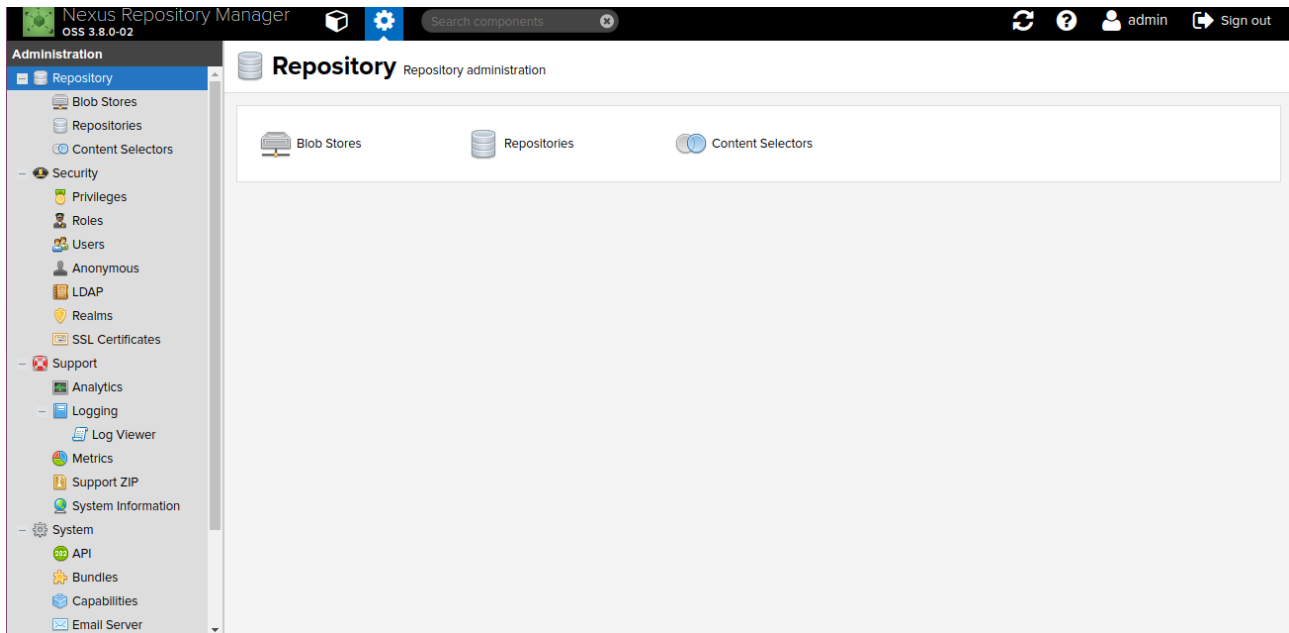 Nexus Repository Manager
OSS 3.8.0-02
Search components
admin
Sign out
Administration
Repository
Blob Stores
Repositories
Content Selectors
Security
Privileges
Roles
Users
Anonymous
LDAP
Realms
SSL Certificates
Support
Analytics
Logging
Log Viewer
Metrics
Support ZIP
System Information
System
API
Bundles
Capabilities
Email Server
Repository Repository administration
Blob Stores Repositories Content Selectors